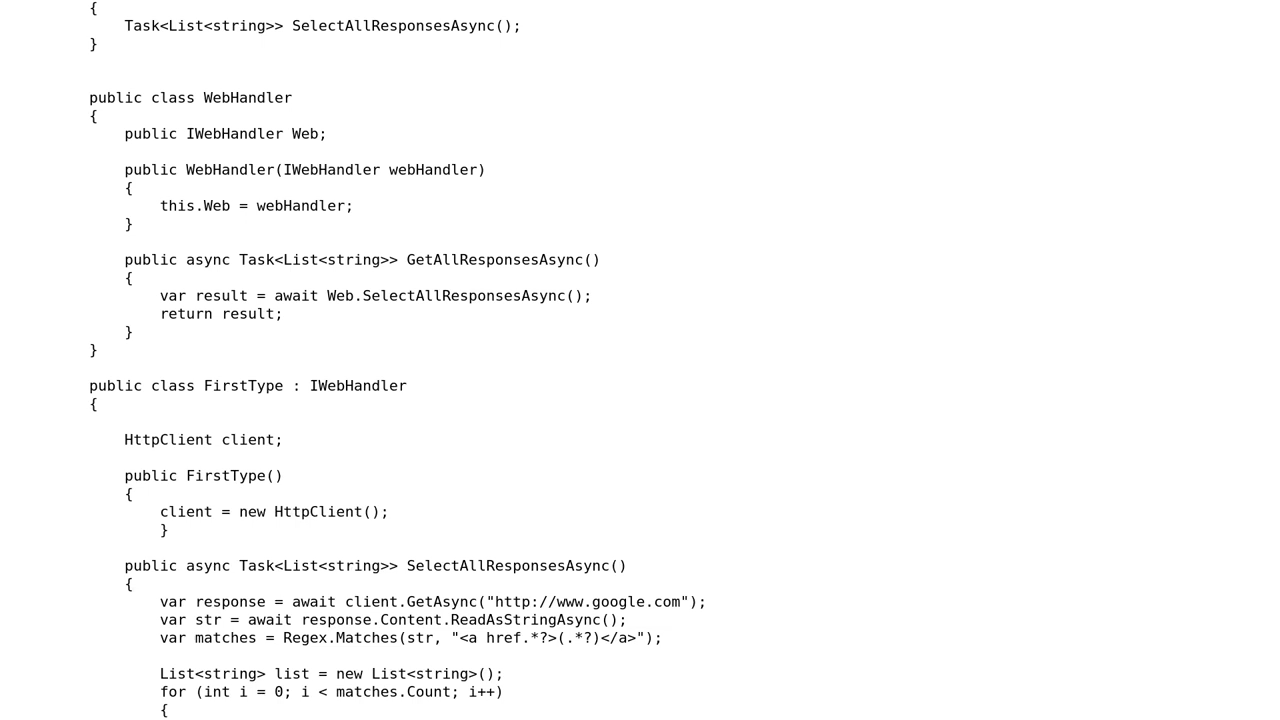 {
    Task<List<string>> SelectAllResponsesAsync();
}
public class WebHandler
{
    public IWebHandler Web;
    public WebHandler(IWebHandler webHandler)
    {
        this.Web = webHandler;
    }
    public async Task<List<string>> GetAllResponsesAsync()
    {
        var result = await Web.SelectAllResponsesAsync();
        return result;
    }
}
public class FirstType : IWebHandler
{
    HttpClient client;
    public FirstType()
    {
        client = new HttpClient();
        }
    public async Task<List<string>> SelectAllResponsesAsync()
    {
        var response = await client.GetAsync("http://www.google.com");
        var str = await response.Content.ReadAsStringAsync();
        var matches = Regex.Matches(str, "<a href.*?>(.*?)</a>");
        List<string> list = new List<string>();
        for (int i = 0; i < matches.Count; i++)
        {